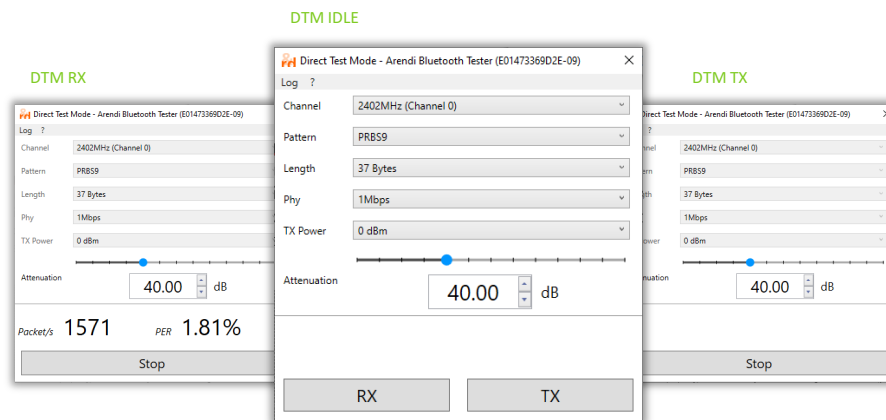 DTM IDLE
DTM RX
DTM TX
Direct Test Mode - Arendi Bluetooth Tester (E01473369D2E-09)
Log ?
Channel 2402MHz (Channel 0)
Pattern PRBS9
Length 37 Bytes
Phy 1Mbps
TX Power 0 dBm
Attenuation
40.00 dB
Packet/s 1571 PER 1.81%
Stop
Direct Test Mode - Arendi Bluetooth Tester (E01473369D2E-09)
Log ?
Channel 2402MHz (Channel 0)
Pattern PRBS9
Length 37 Bytes
Phy 1Mbps
TX Power 0 dBm
Attenuation
40.00 dB
RX TX
Direct Test Mode - Arendi Bluetooth Tester (E01473369D2E-09)
?
2402MHz (Channel 0)
PRBS9
37 Bytes
1Mbps
0 dBm
40.00 dB
Stop